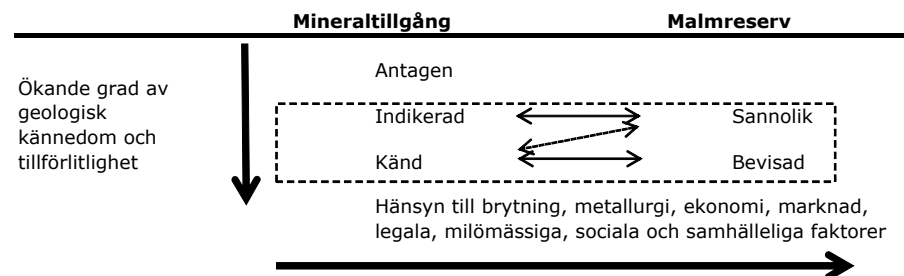 Mineraltillgång Malmreserv
Ökande grad av
geologisk
kännedom och
tillförlitlighet
Antagen
Indikerad Sannolik
Känd Bevisad
Hänsyn till brytning, metallurgi, ekonomi, marknad,
legala, milömässiga, sociala och samhälleliga faktorer